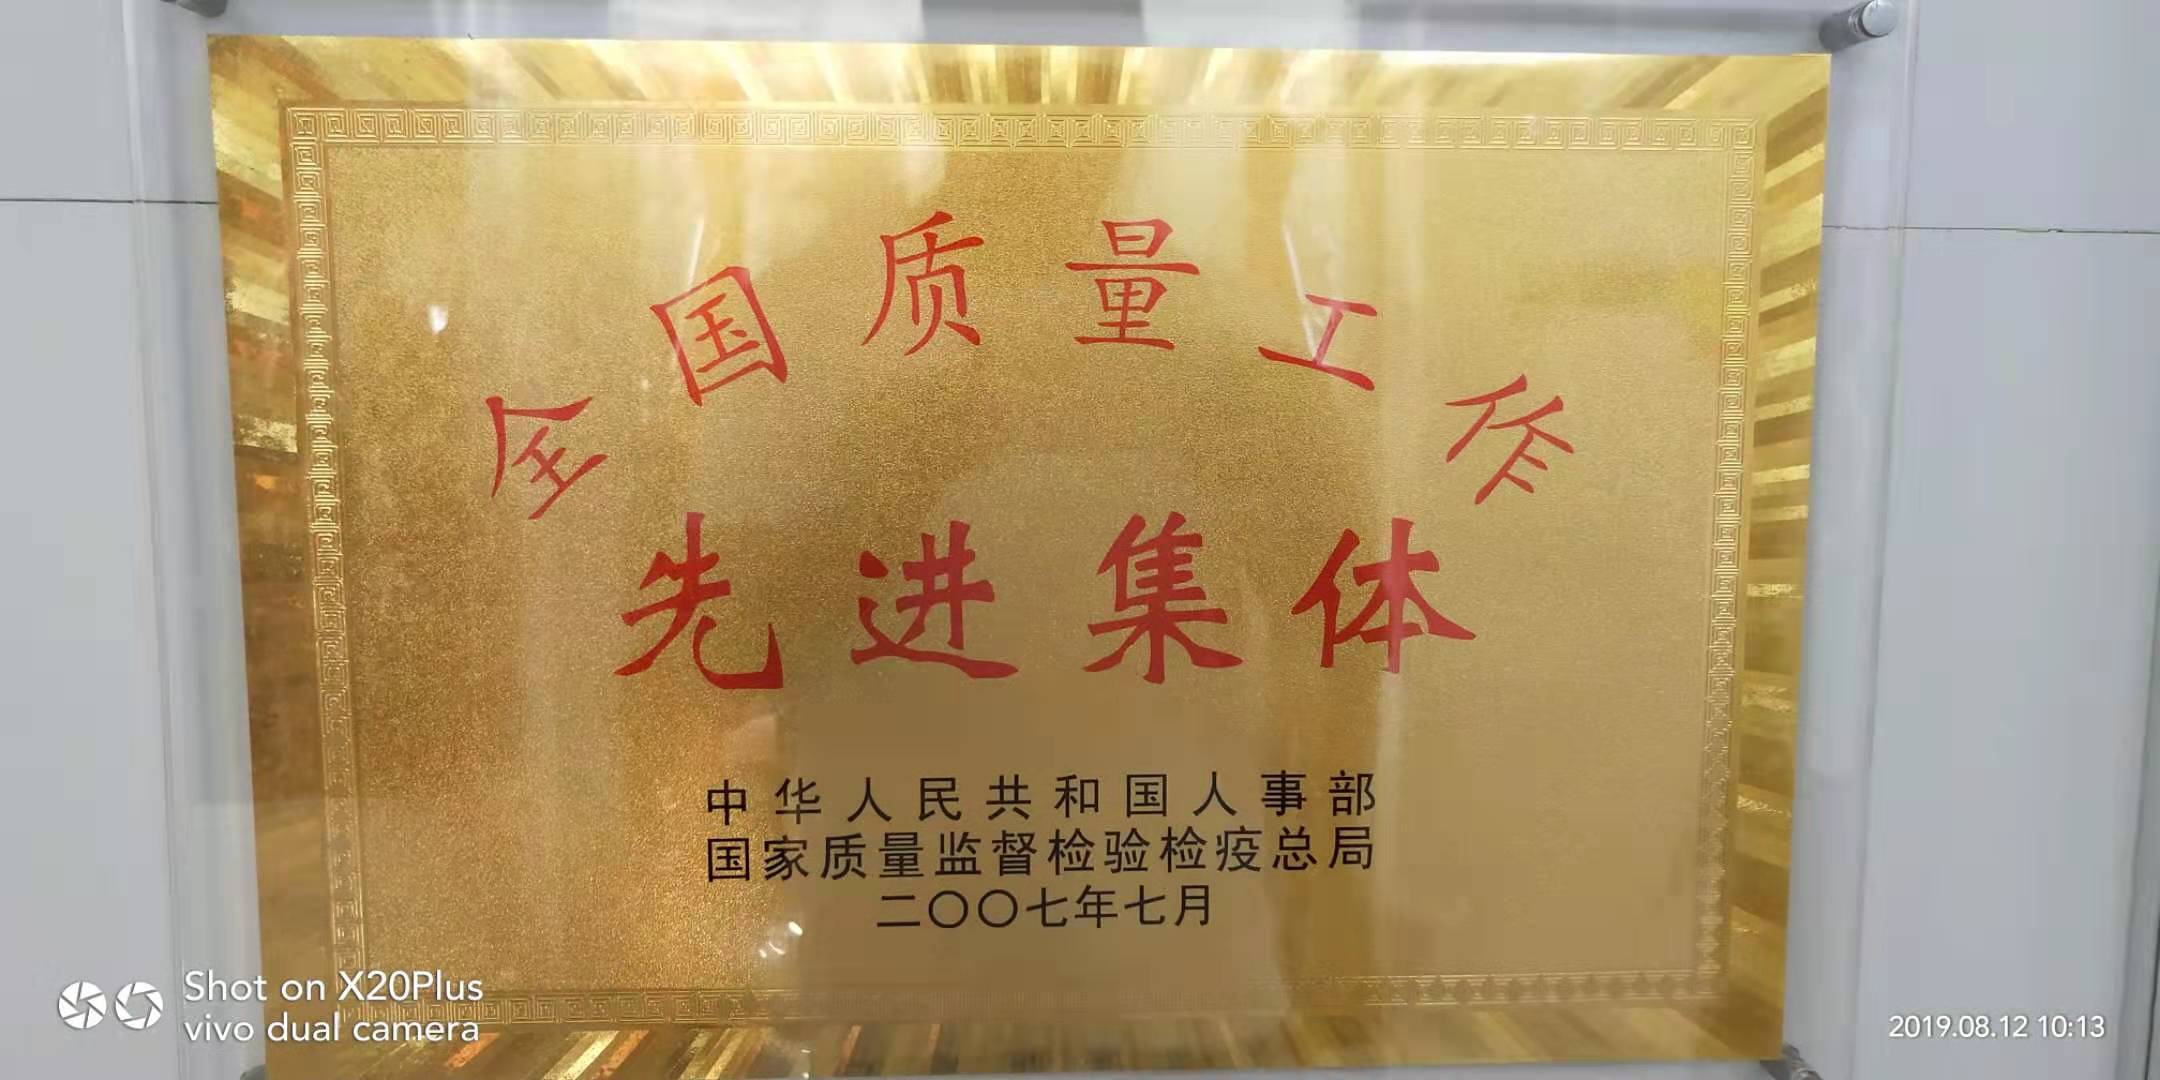 全国质量工作
先进集体
中华人民共和国人事部
国家质量监督检验检疫总局
二〇〇七年七月
Shot on X20Plus
vivo dual camera
2019.08.12 10:13